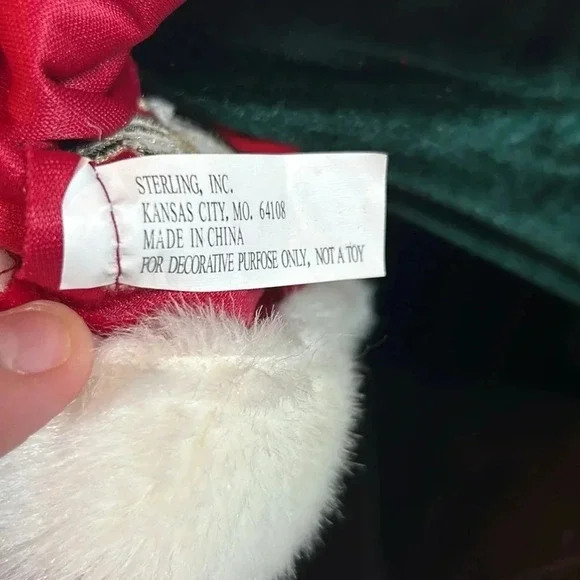 STERLING, INC.
KANSAS CITY, MO. 64108
MADE IN CHINA
FOR DECORATIVE PURFOSE ONLY, NOT A TOY